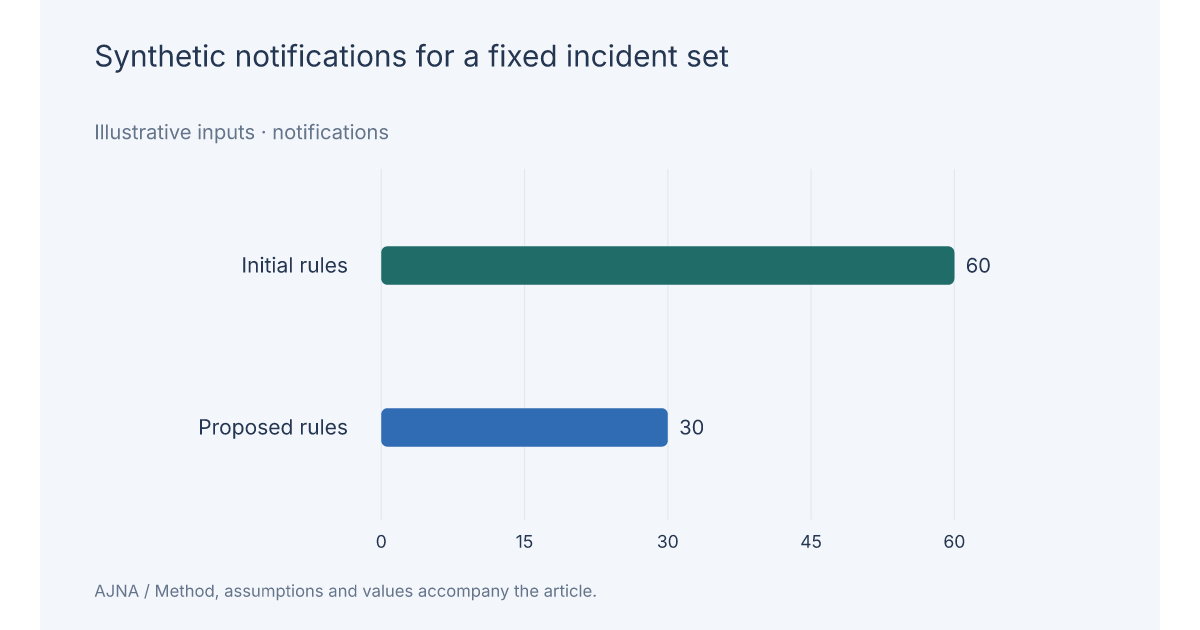 Synthetic notifications for a fixed incident set
Illustrative inputs · notifications
Initial rules
60
Proposed rules
30
0 15 30 45 60
AJNA / Method, assumptions and values accompany the article.